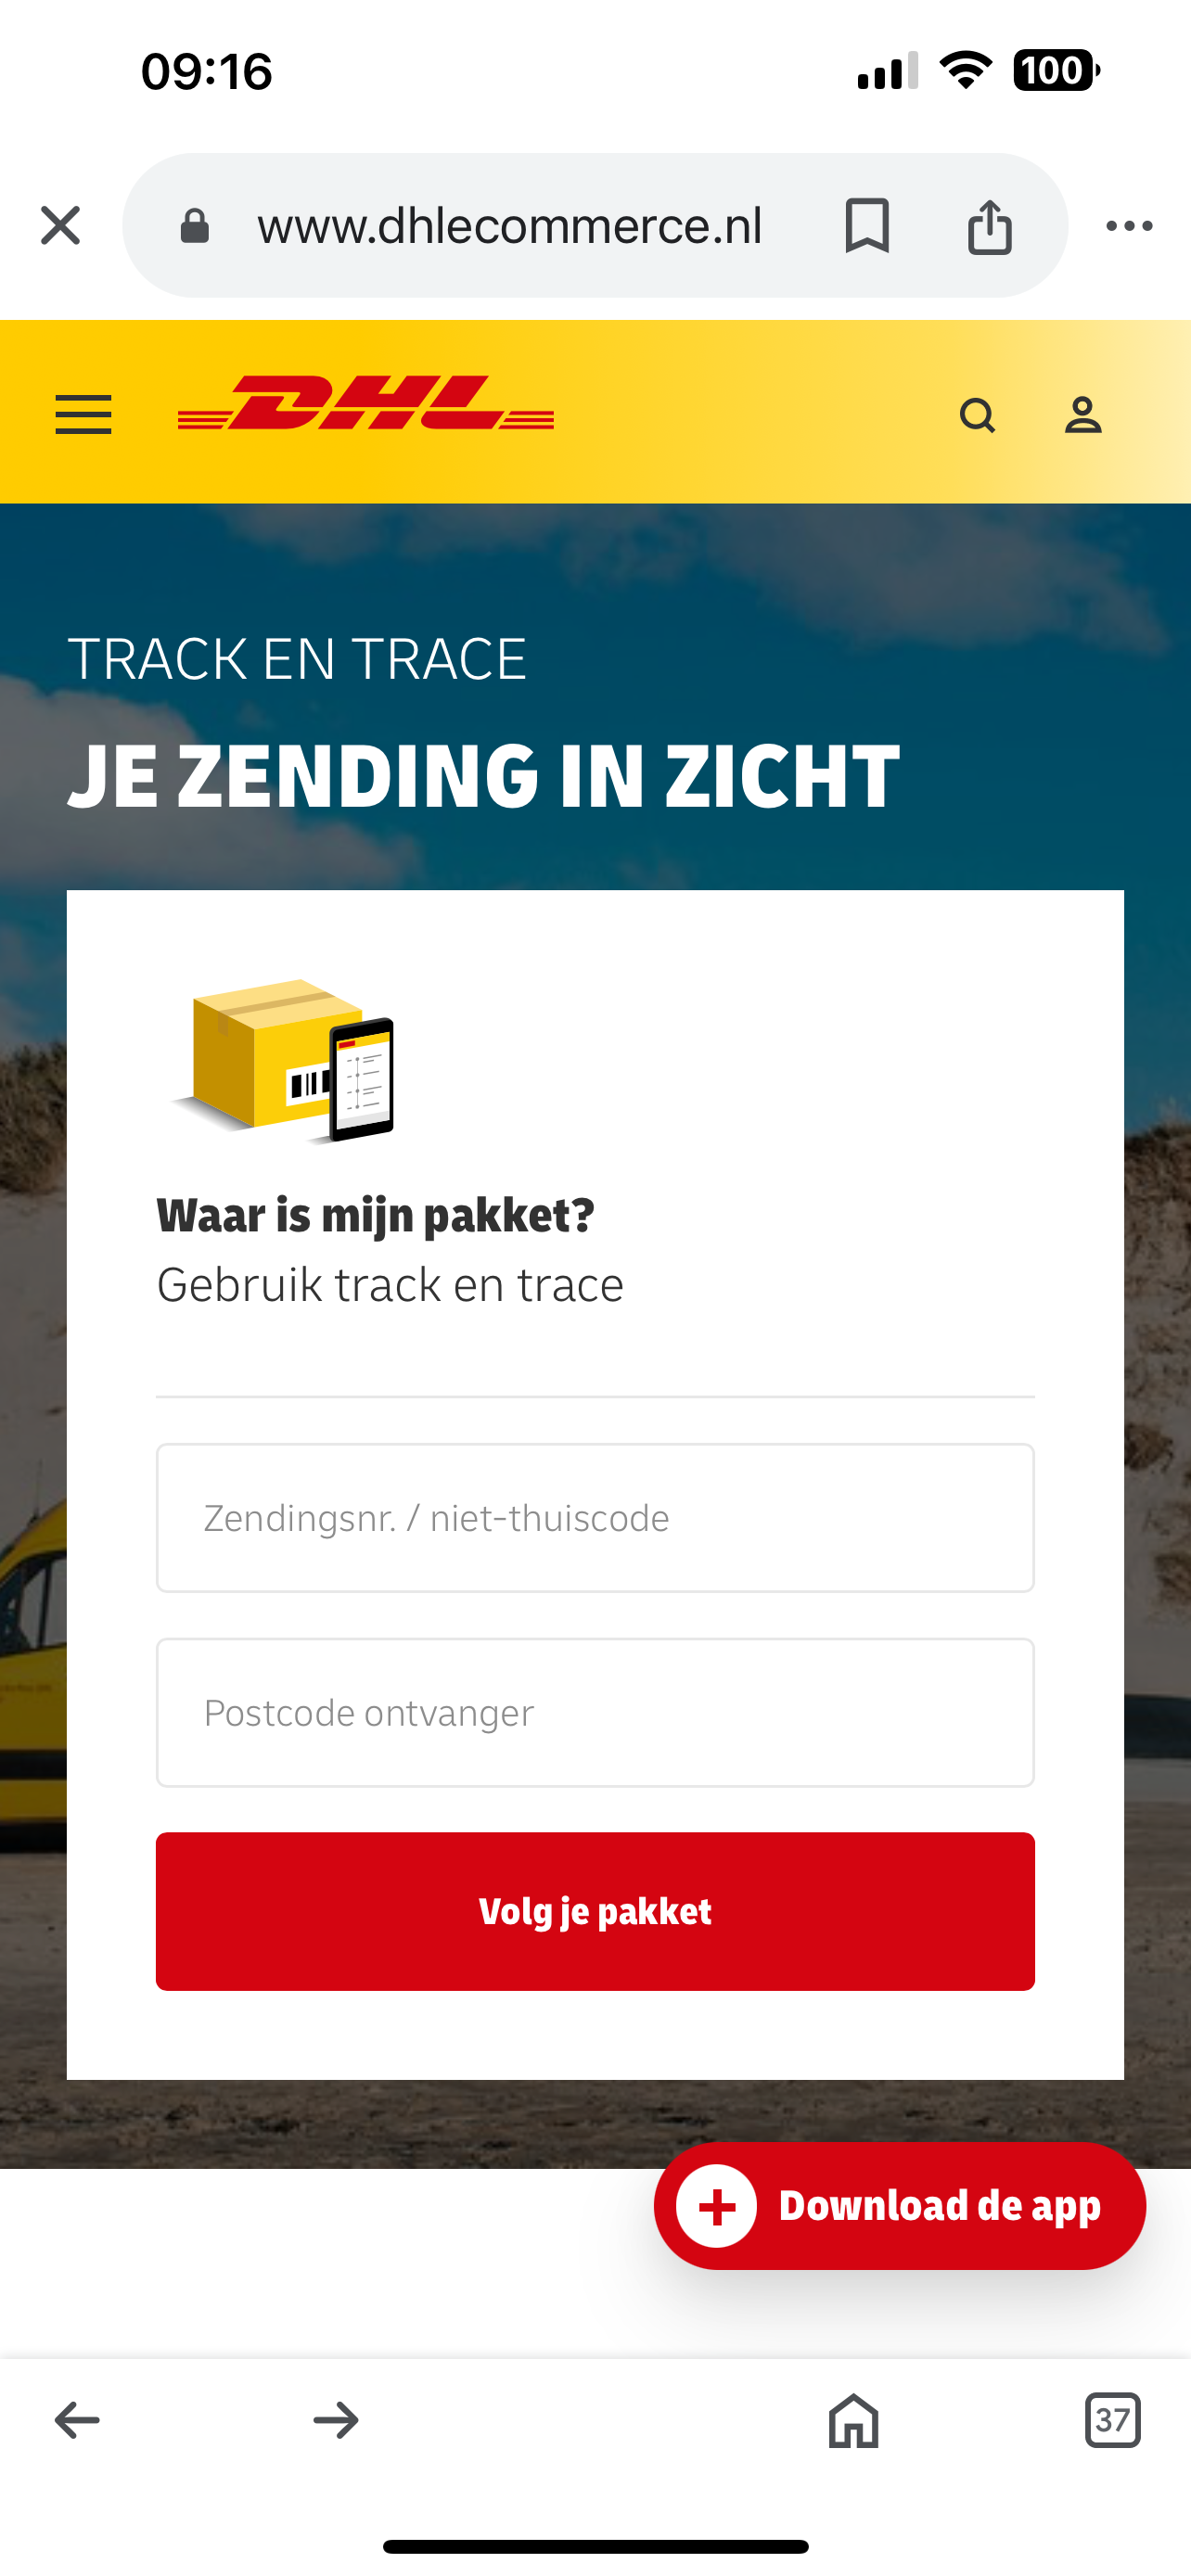 09:16
100
www.dhlecommerce.nl
DHL
TRACK EN TRACE
JE ZENDING IN ZICHT
Waar is mijn pakket?
Gebruik track en trace
Zendingsnr. / niet-thuiscode
Postcode ontvanger
Volg je pakket
Download de app
37